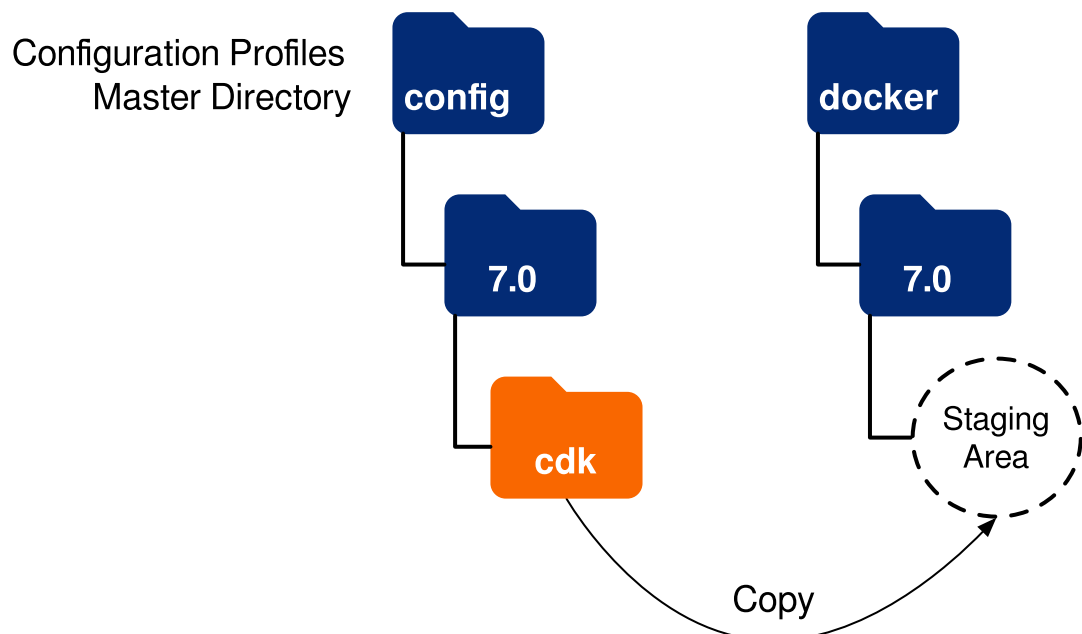 Configuration Profiles
Master Directory
config
docker
7.0
7.0
cdk
Staging
Area
Copy